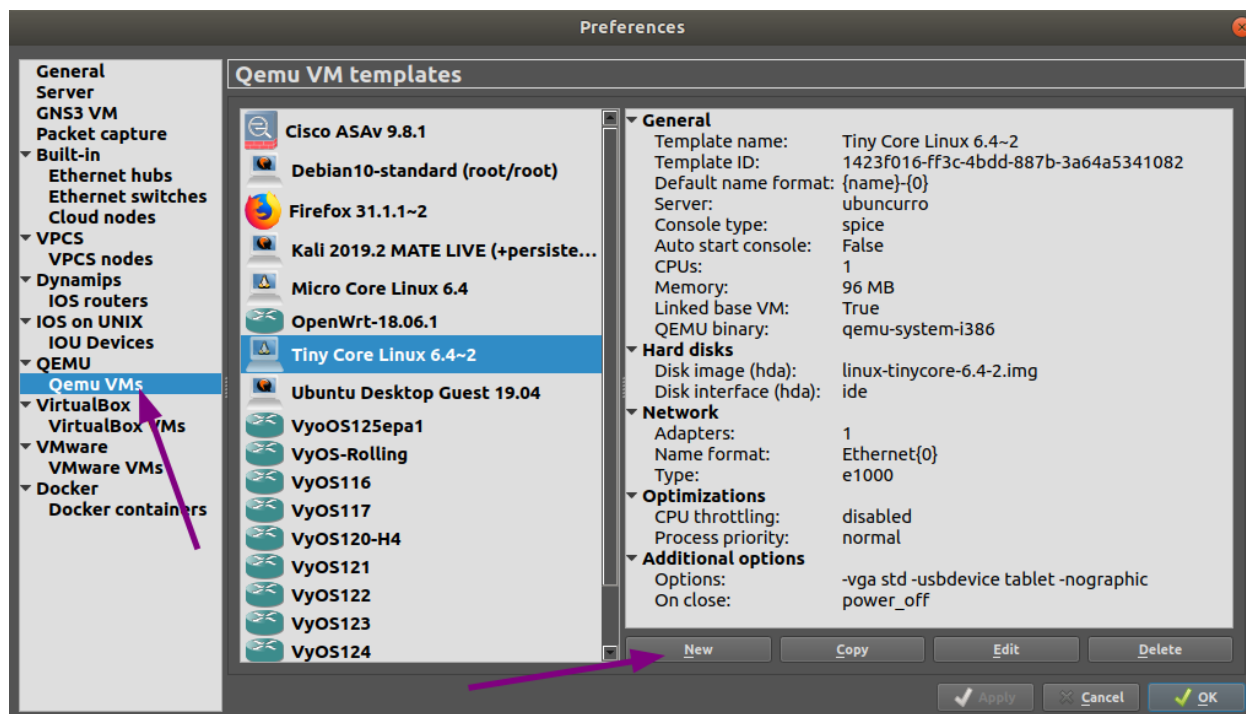 Preferences
General
Server
GNS3 VM
Packet capture
Built-in
Ethernet hubs
Ethernet switches
Cloud nodes
VPCS
VPCS nodes
Dynamips
IOS routers
IOS on UNIX
IOU Devices
QEMU
Qemu VMs
VirtualBox
VirtualBox VMs
VMware
VMware VMs
Docker
Docker containers
Qemu VM templates
Cisco ASAv 9.8.1
Debian10-standard (root/root)
Firefox 31.1.1~2
Kali 2019.2 MATE LIVE (+persiste...
Micro Core Linux 6.4
OpenWrt-18.06.1
Tiny Core Linux 6.4~2
Ubuntu Desktop Guest 19.04
VyoOS125epa1
VyOS-Rolling
VyOS116
VyOS117
VyOS120-H4
VyOS121
VyOS122
VyOS123
VyOS124
General
Template name: Tiny Core Linux 6.4~2
Template ID: 1423f016-ff3c-4bdd-887b-3a64a5341082
Default name format: {name}-{0}
Server: ubuncurro
Console type: spice
Auto start console: False
CPUs: 1
Memory: 96 MB
Linked base VM: True
QEMU binary: qemu-system-i386
Hard disks
Disk image (hda): linux-tinycore-6.4-2.img
Disk interface (hda): ide
Network
Adapters: 1
Name format: Ethernet{0}
Type: e1000
Optimizations
CPU throttling: disabled
Process priority: normal
Additional options
Options: -vga std -usbdevice tablet -nographic
On close: power_off
New Copy Edit Delete
Apply Cancel OK